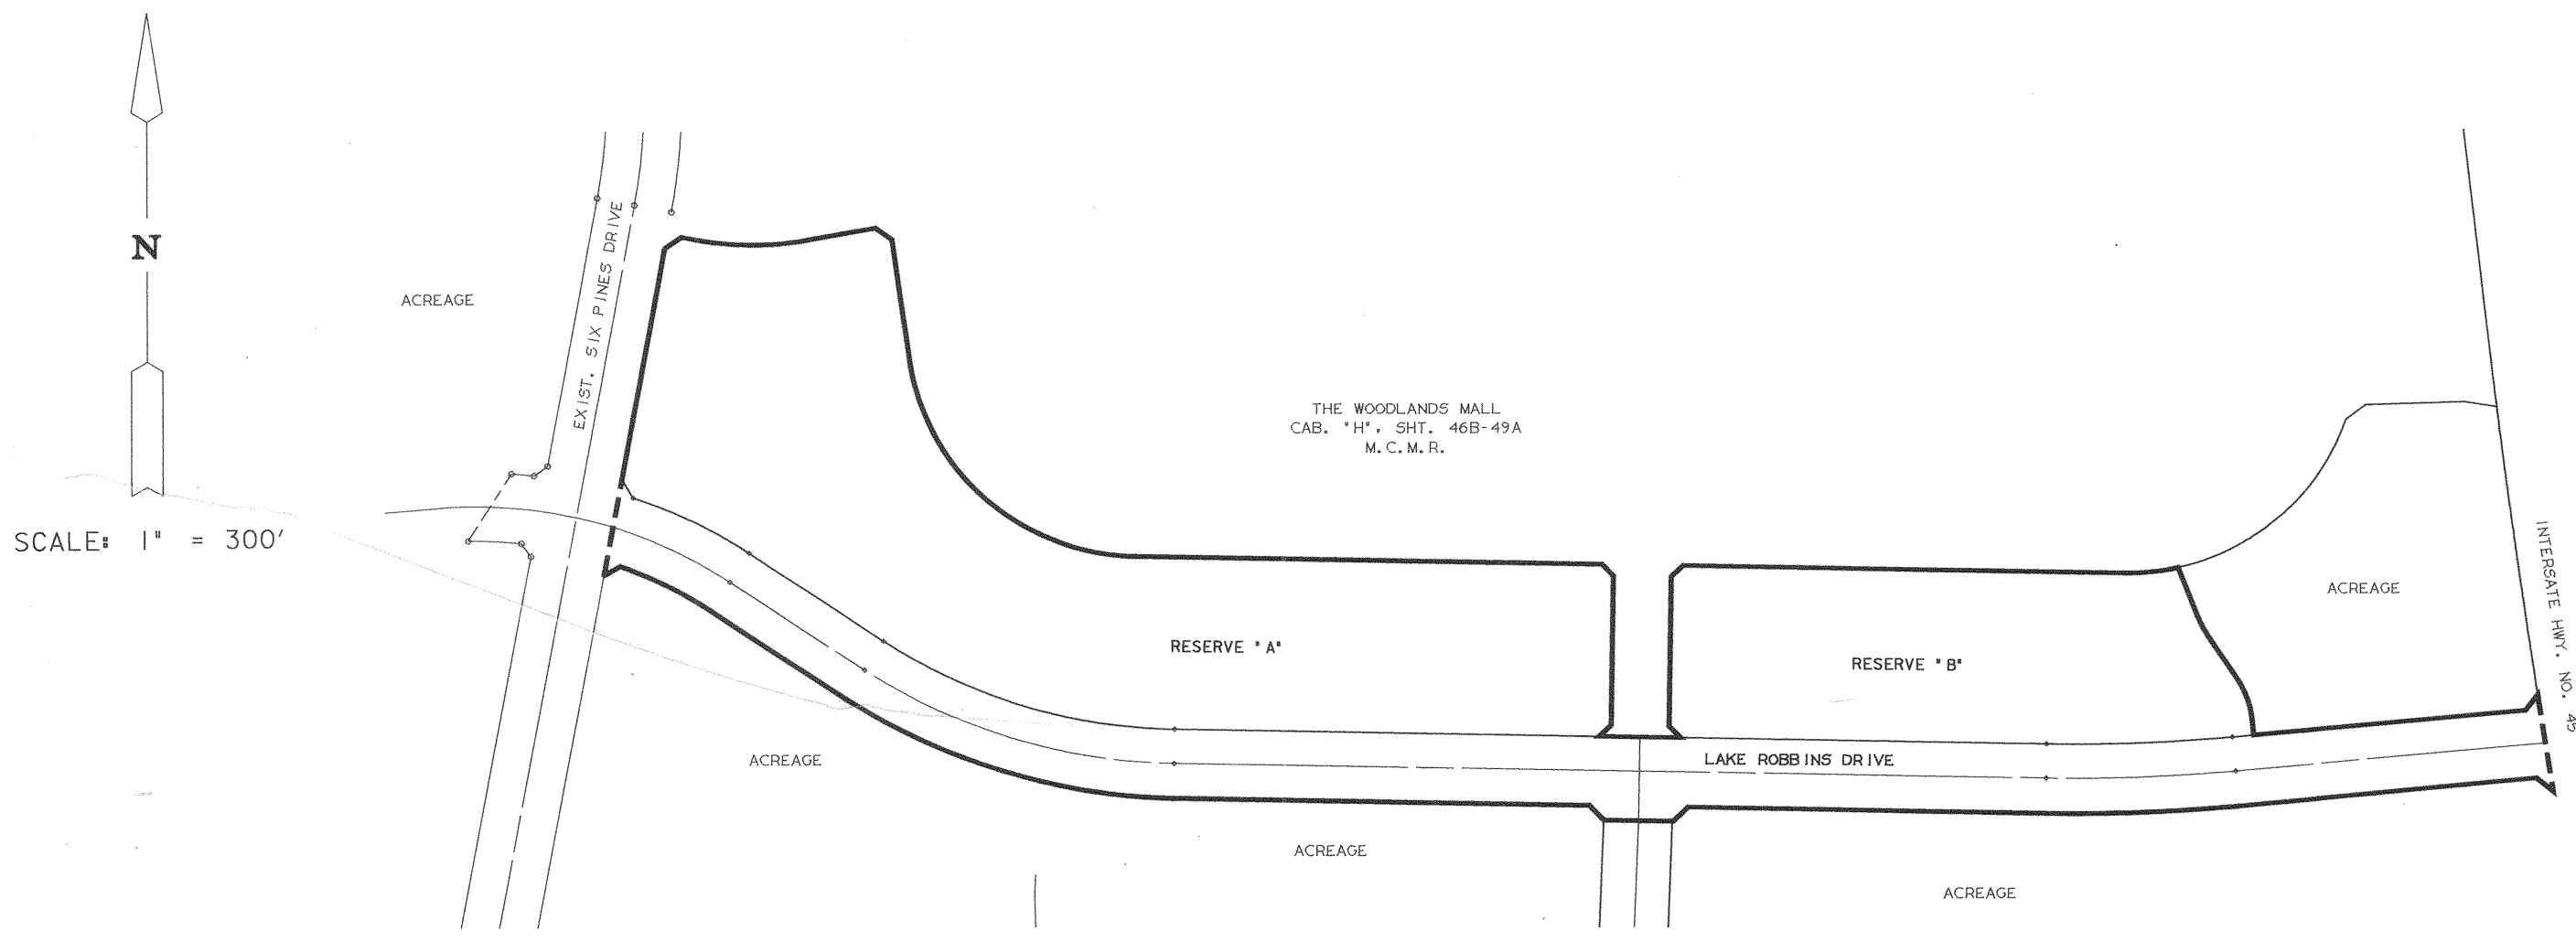 N
SCALE: 1" = 300'
ACREAGE
EXIST. SIX PINES DRIVE
THE WOODLANDS MALL
CAB. "H", SHT. 46B-49A
M.C.M.R.
ACREAGE
INTERSATE HWY. NO. 45
RESERVE "A"
RESERVE "B"
LAKE ROBBINS DRIVE
ACREAGE
ACREAGE
ACREAGE